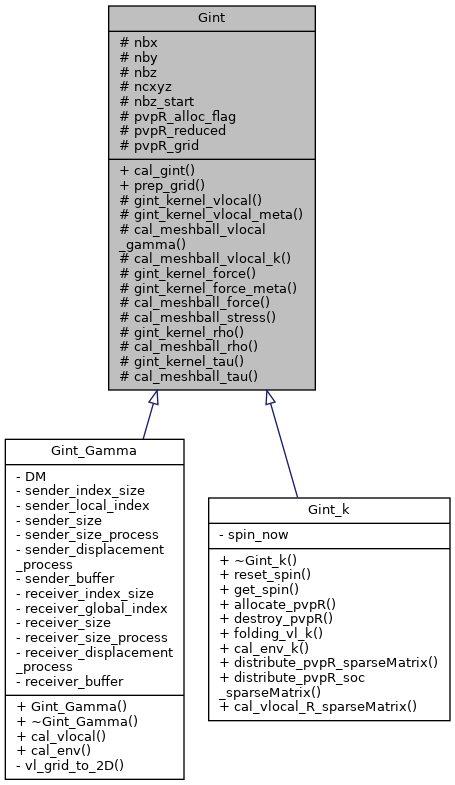 Gint
# nbx
# nby
# nbz
# ncxyz
# nbz_start
# pvpR_alloc_flag
# pvpR_reduced
# pvpR_grid
+ cal_gint()
+ prep_grid()
# gint_kernel_vlocal()
# gint_kernel_vlocal_meta()
# cal_meshball_vlocal
_gamma()
# cal_meshball_vlocal_k()
# gint_kernel_force()
# gint_kernel_force_meta()
# cal_meshball_force()
# cal_meshball_stress()
# gint_kernel_rho()
# cal_meshball_rho()
# gint_kernel_tau()
# cal_meshball_tau()
Gint_Gamma
- DM
- sender_index_size
- sender_local_index
- sender_size
- sender_size_process
- sender_displacement
_process
- sender_buffer
- receiver_index_size
- receiver_global_index
- receiver_size
- receiver_size_process
- receiver_displacement
_process
- receiver_buffer
+ Gint_Gamma()
+ ~Gint_Gamma()
+ cal_vlocal()
+ cal_env()
- vl_grid_to_2D()
Gint_k
- spin_now
+ ~Gint_k()
+ reset_spin()
+ get_spin()
+ allocate_pvpR()
+ destroy_pvpR()
+ folding_vl_k()
+ cal_env_k()
+ distribute_pvpR_sparseMatrix()
+ distribute_pvpR_soc
_sparseMatrix()
+ cal_vlocal_R_sparseMatrix()